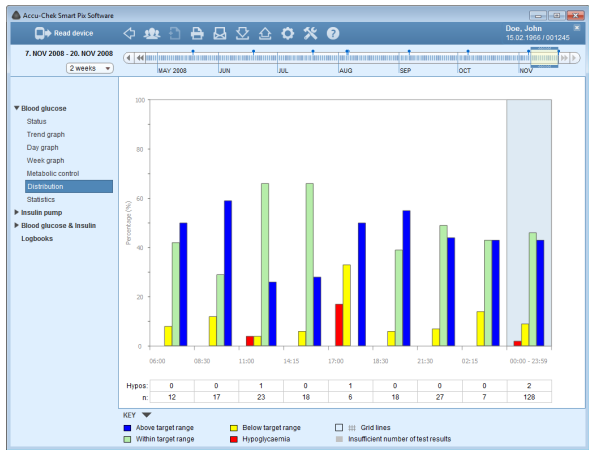 Accu-Chek Smart Pix Software
Read device
Doe, John
15.02.1966 / 001245
7. NOV 2008 - 20. NOV 2008
2 weeks
MAY 2008 JUN JUL AUG SEP OCT NOV
Blood glucose
Status
Trend graph
Day graph
Week graph
Metabolic control
Distribution
Statistics
Insulin pump
Blood glucose & Insulin
Logbooks
Percentage (%)
100
80
60
40
20
0
06:00 08:30 11:00 14:15 17:00 18:30 21:30 02:15 00:00 - 23:59
Hypos: 0 0 1 0 1 0 0 0 2
n: 12 17 23 18 6 18 27 7 128
KEY
Above target range Below target range Grid lines
Within target range Hypoglycaemia Insufficient number of test results